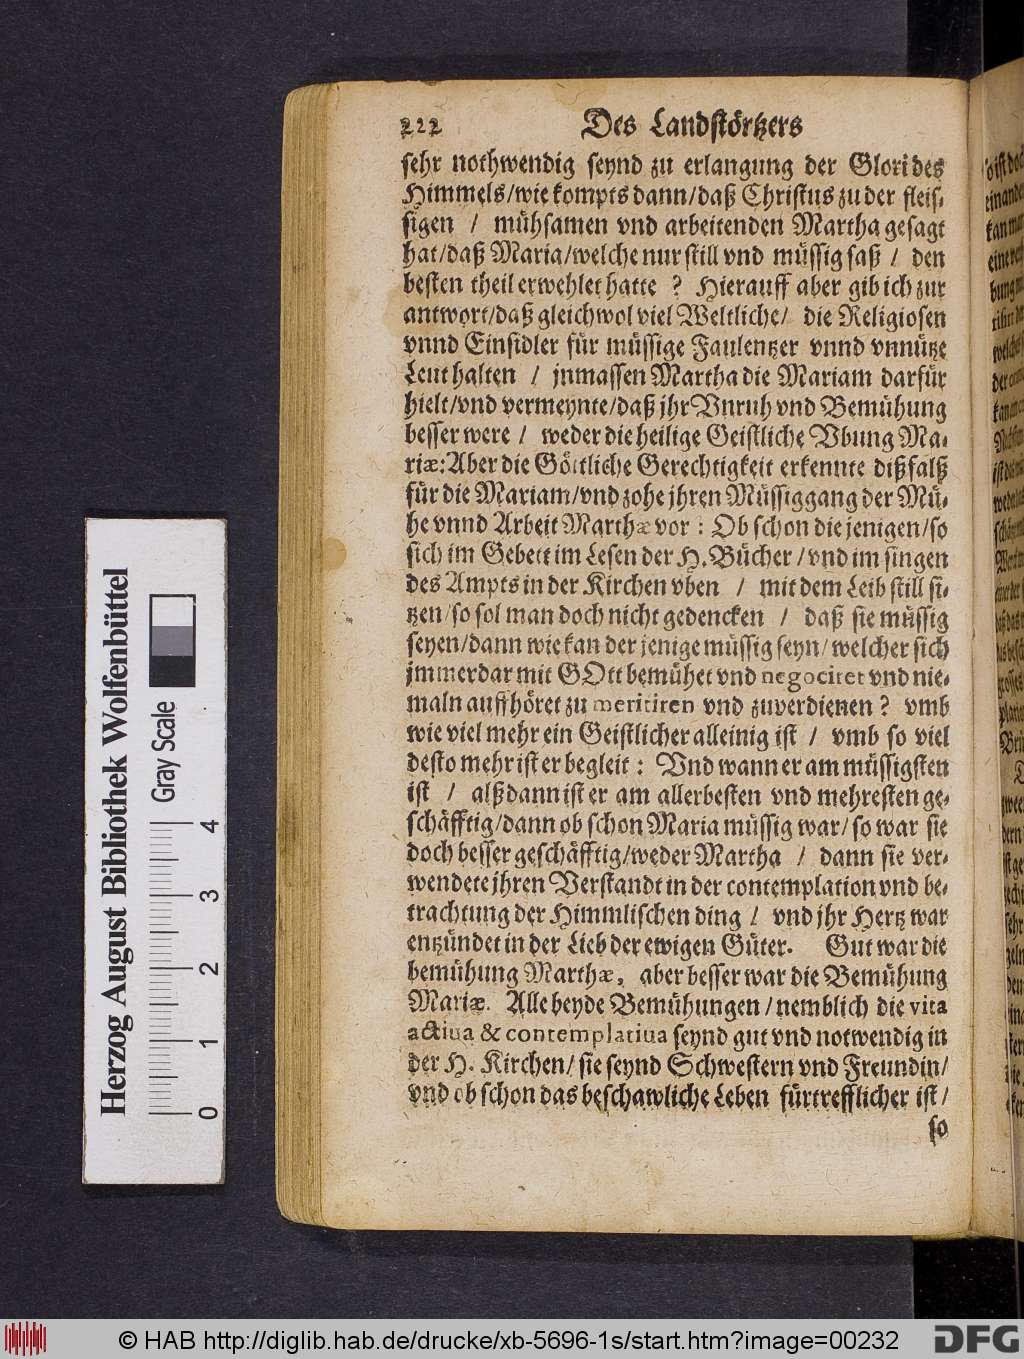 222 Des Landstörtzers
sehr nothwendig seynd zu erlangung der Glori des
Himmels/wie kompts dann/daß Christus zu der fleis-
sigen / mühsamen vnd arbeitenden Martha gesagt
hat/daß Maria/welche nur still vnd müssig saß / den
besten theil erwehlet hatte ? Hierauff aber gib ich zur
antwort/daß gleichwol viel Weltliche/ die Religiosen
vnnd Einsidler für müssige Faulentzer vnnd vnnütze
Leut halten / jnmassen Martha die Mariam darfür
hielt/vnd vermeynte/daß jhr Vnruh vnd Bemühung
besser were / weder die heilige Geistliche Vbung Ma-
riæ: Aber die Göttliche Gerechtigkeit erkennte dißfalß
für die Mariam/vnd zohe jhren Müssiggang der Mü-
he vnnd Arbeit Marthæ vor : Ob schon die jenigen/so
sich im Gebett im Lesen der H. Bücher / vnd im singen
des Ampts in der Kirchen vben / mit dem Leib still si-
tzen/so sol man doch nicht gedencken / daß sie müssig
seyen/dann wie kan der jenige müssig seyn/ welcher sich
jmmerdar mit GOtt bemühet vnd negocitet vnd nie-
maln auffhöret zu meritiren vnd zuverdienen ? vmb
wie viel mehr ein Geistlicher alleinig ist / vmb so viel
desto mehr ist er begleit : Vnd wann er am müssigsten
ist / alßdann ist er am allerbesten vnd mehresten ge-
schäfftig/dann ob schon Maria müssig war/ so war sie
doch besser geschäfftig/weder Martha / dann sie ver-
wendete jhren Verstandt in der contemplation vnd be-
trachtung der Himmlischen ding / vnd jhr Hertz war
entzündet in der Lieb der ewigen Güter. Gut war die
bemühung Marthæ, aber besser war die Bemühung
Mariæ. Alle beyde Bemühungen / nemblich die vita
actiua & contemplatiua seynd gut vnd notwendig in
der H. Kirchen/ sie seynd Schwestern vnd Freundin/
vnd ob schon das beschawliche Leben fürtrefflicher ist /
so
Herzog August Bibliothek Wolfenbüttel
Gray Scale
0 1 2 3 4
© HAB http://diglib.hab.de/drucke/xb-5696-1s/start.htm?image=00232
DFG